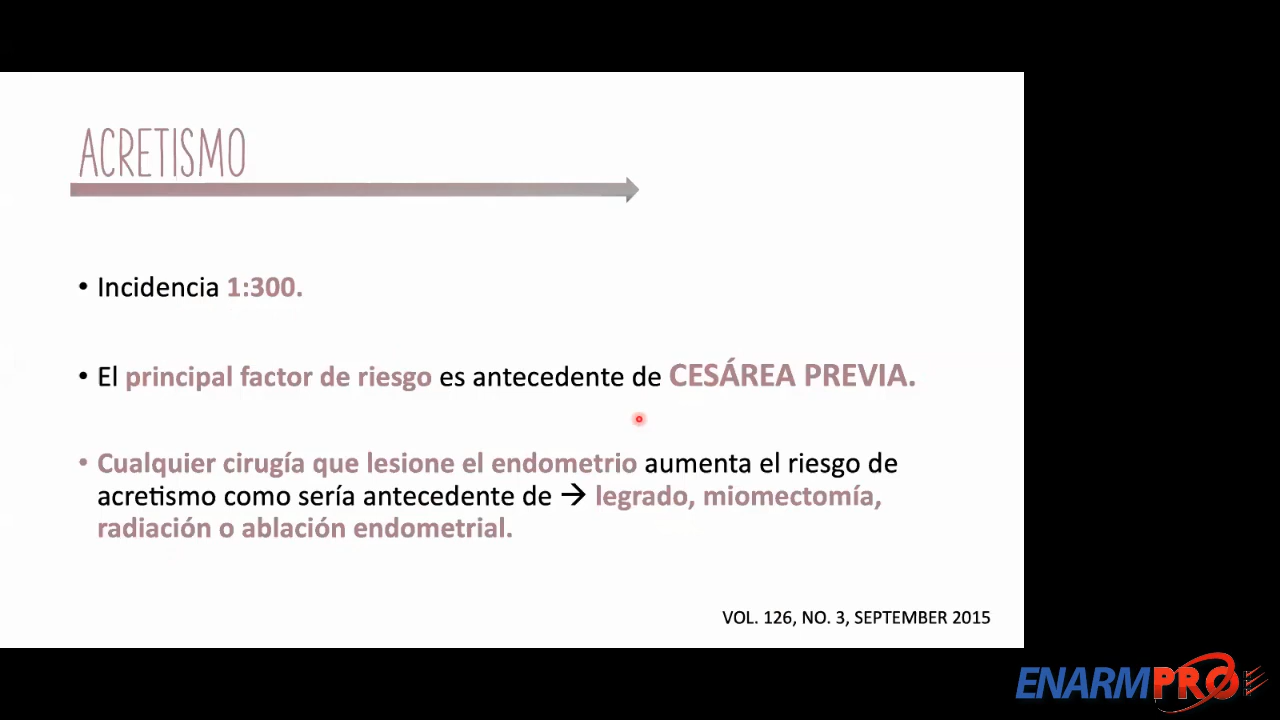 ACRETISMO
• Incidencia 1:300.
• El principal factor de riesgo es antecedente de CESÁREA PREVIA.
• Cualquier cirugía que lesione el endometrio aumenta el riesgo de
acretismo como sería antecedente de → legrado, miomectomía,
radiación o ablación endometrial.
VOL. 126, NO. 3, SEPTEMBER 2015
ENARMPRO